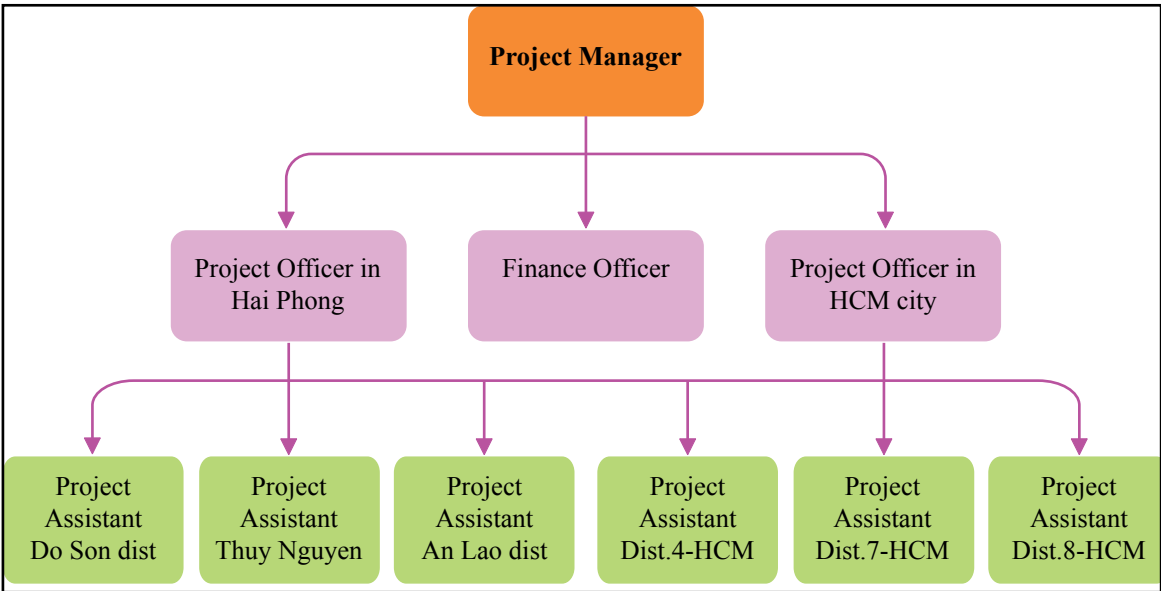 Project Manager
Project Officer in
Hai Phong
Finance Officer
Project Officer in
HCM city
Project
Assistant
Do Son dist
Project
Assistant
Thuy Nguyen
Project
Assistant
An Lao dist
Project
Assistant
Dist.4-HCM
Project
Assistant
Dist.7-HCM
Project
Assistant
Dist.8-HCM